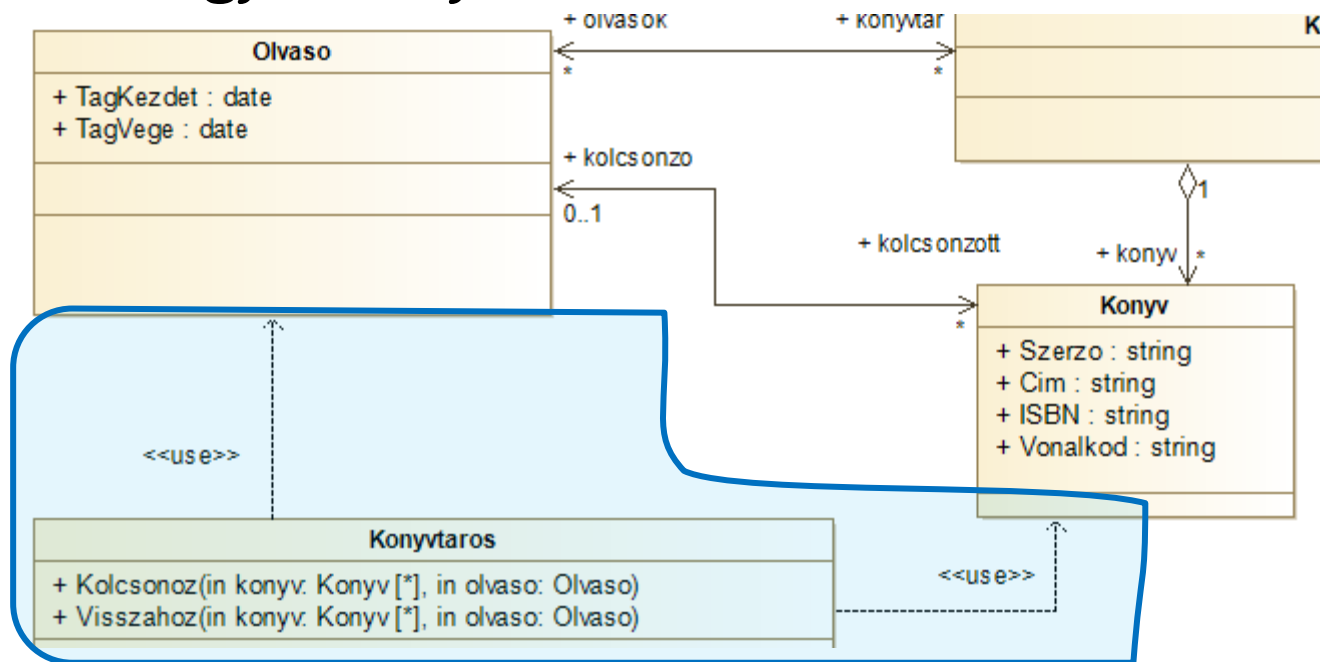 + olvasok
+ konyvtar
K
*
*
Olvaso
+ TagKezdet : date
+ TagVege : date
+ kolcsonzo
0..1
1
+ kolcsonzott
+ konyv
*
*
Konyv
+ Szerzo : string
+ Cim : string
+ ISBN : string
+ Vonalkod : string
<<use>>
Konyvtaros
+ Kolcsonoz(in konyv: Konyv [*], in olvaso: Olvaso)
+ Visszahoz(in konyv: Konyv [*], in olvaso: Olvaso)
<<use>>